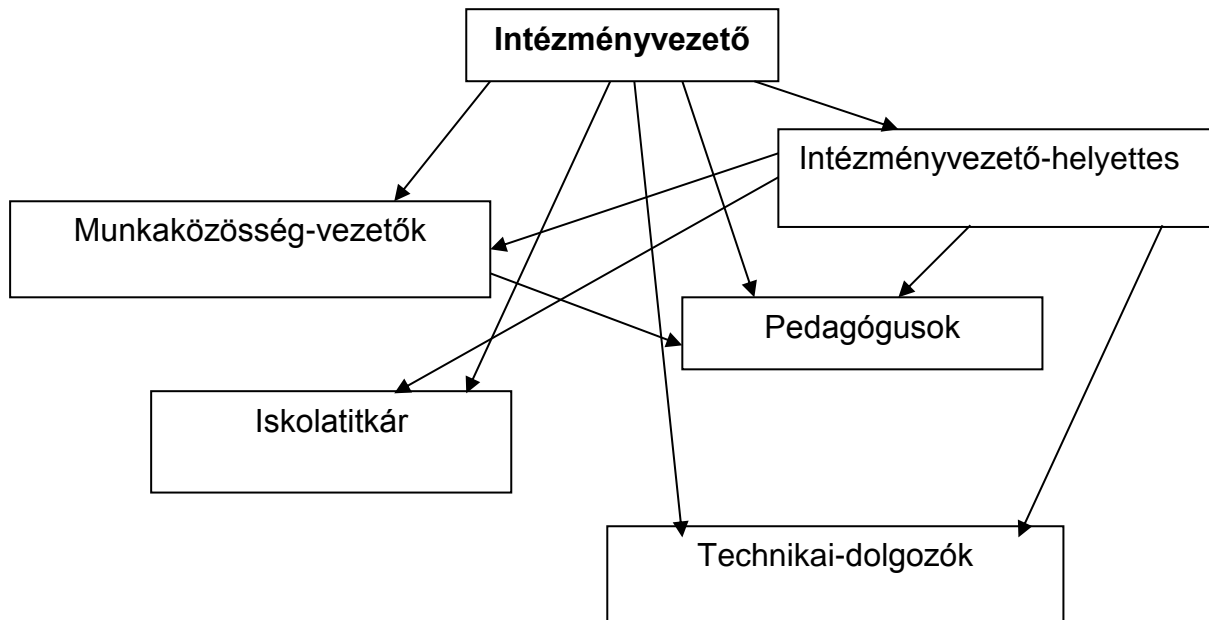 Intézményvezető
Intézményvezető-helyettes
Munkaközösség-vezetők
Pedagógusok
Iskolatitkár
Technikai-dolgozók